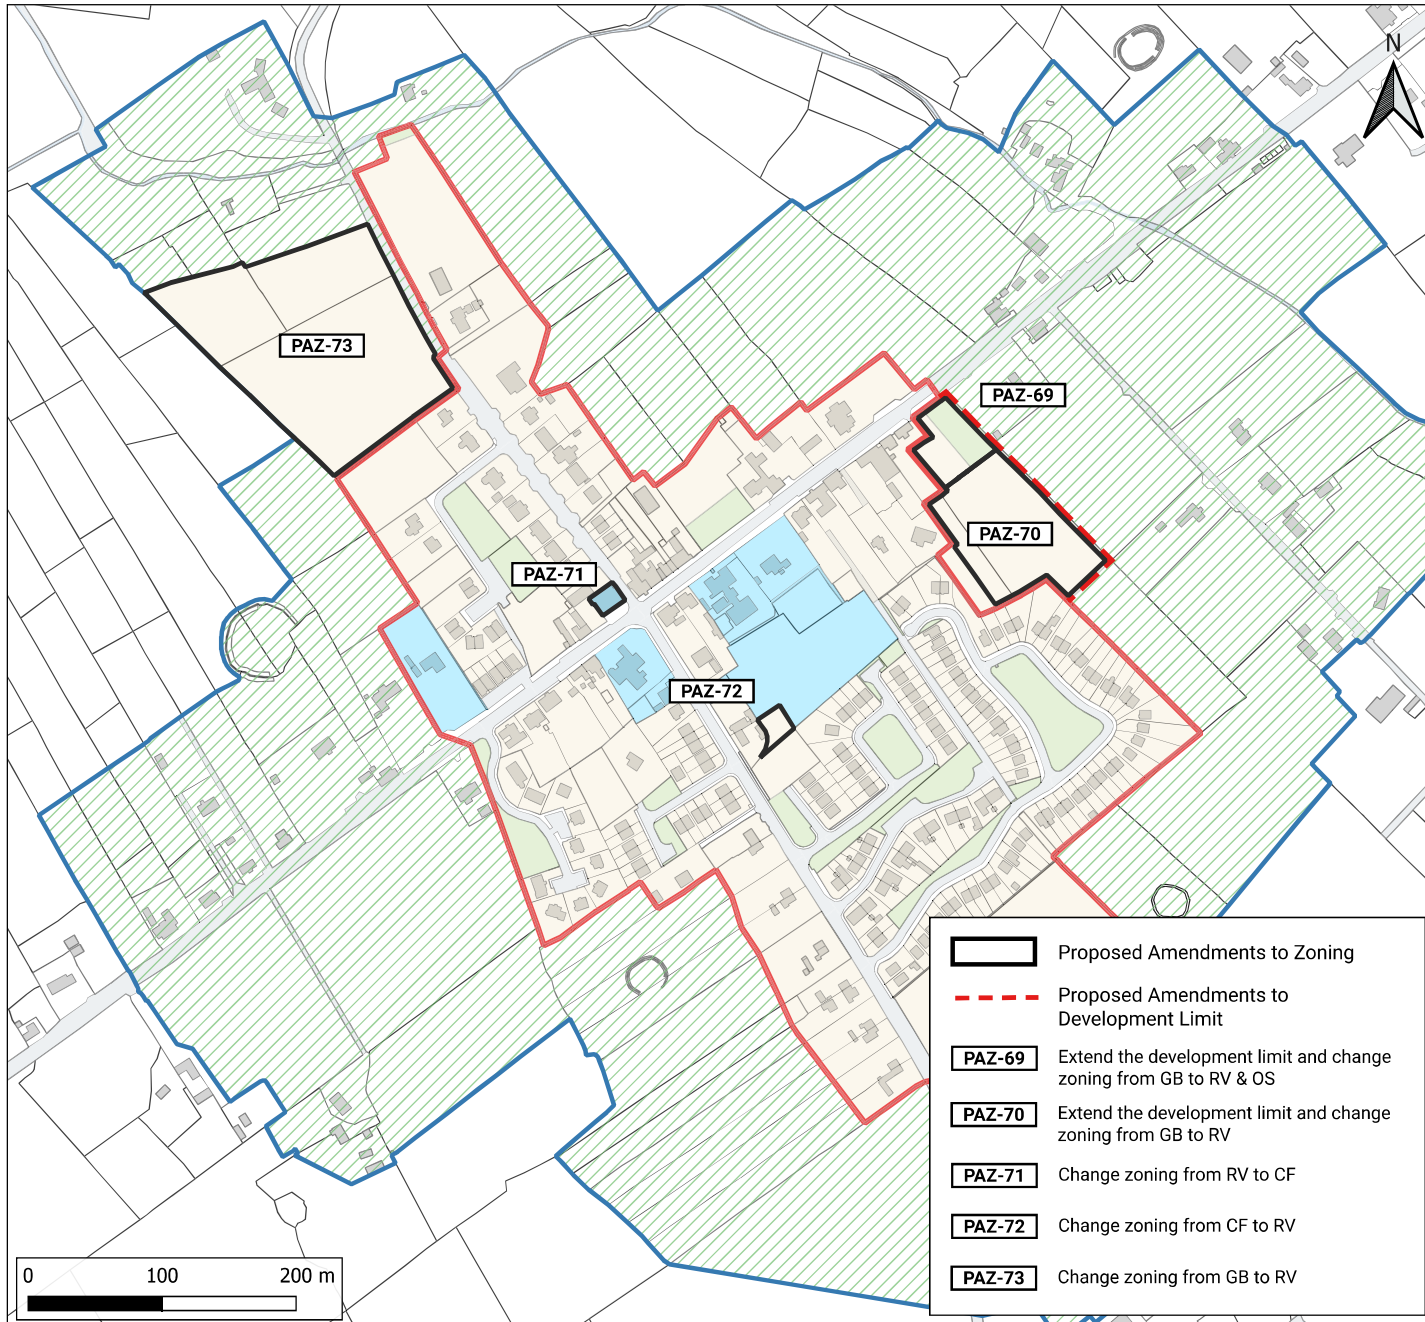 N
PAZ-73
PAZ-69
PAZ-70
PAZ-71
PAZ-72
Proposed Amendments to Zoning
Proposed Amendments to
Development Limit
PAZ-69 Extend the development limit and change
zoning from GB to RV & OS
PAZ-70 Extend the development limit and change
zoning from GB to RV
PAZ-71 Change zoning from RV to CF
PAZ-72 Change zoning from CF to RV
PAZ-73 Change zoning from GB to RV
0 100 200 m